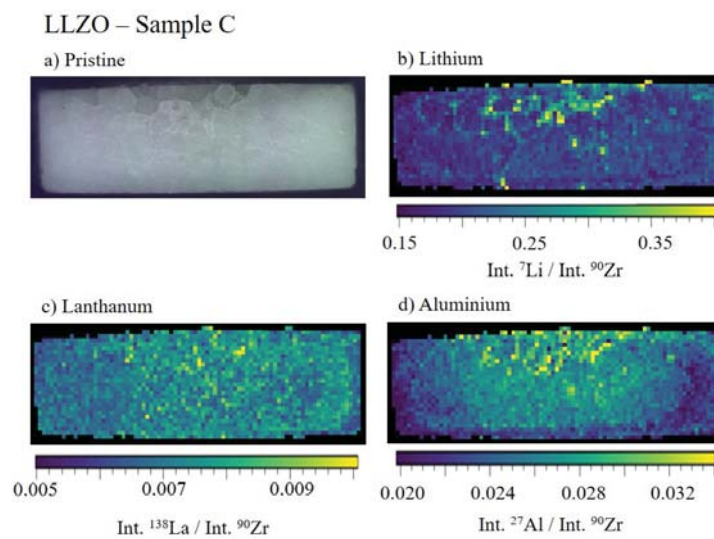 LLZO – Sample C
a) Pristine
b) Lithium
0.15 0.25 0.35
Int. ⁷Li / Int. ⁹⁰Zr
c) Lanthanum
d) Aluminium
0.005 0.007 0.009
0.020 0.024 0.028 0.032
Int. ¹³⁸La / Int. ⁹⁰Zr
Int. ²⁷Al / Int. ⁹⁰Zr